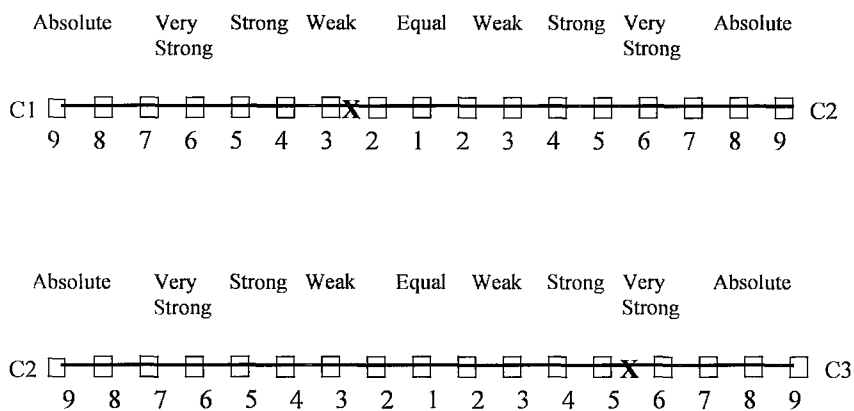 Absolute Very Strong Weak Equal Weak Strong Very Absolute
Strong Strong
C1 X C2
9 8 7 6 5 4 3 2 1 2 3 4 5 6 7 8 9
Absolute Very Strong Weak Equal Weak Strong Very Absolute
Strong Strong
C2 X C3
9 8 7 6 5 4 3 2 1 2 3 4 5 6 7 8 9